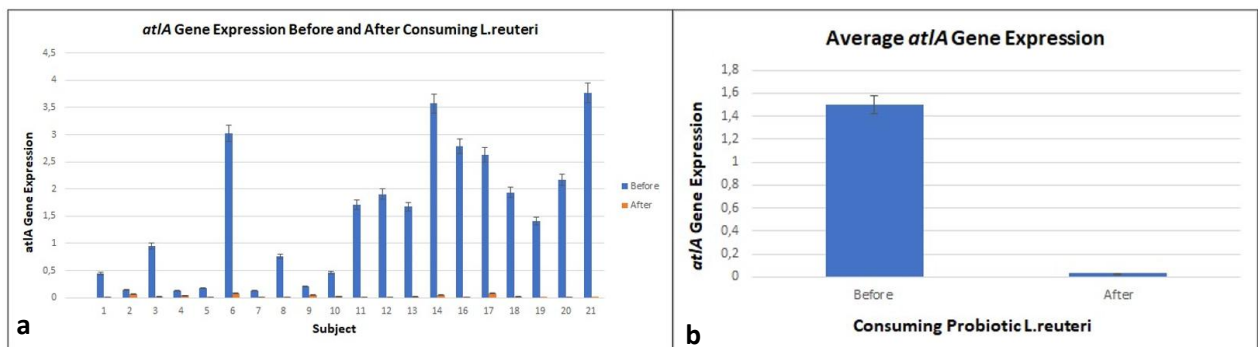 atlA Gene Expression Before and After Consuming L.reuteri
atlA Gene Expression
4,5
4
3,5
3
2,5
2
1,5
1
0,5
0
1 2 3 4 5 6 7 8 9 10 11 12 13 14 16 17 18 19 20 21
Subject
Before
After
a
Average atlA Gene Expression
atlA Gene Expression
1,8
1,6
1,4
1,2
1
0,8
0,6
0,4
0,2
0
Before After
Consuming Probiotic L.reuteri
b